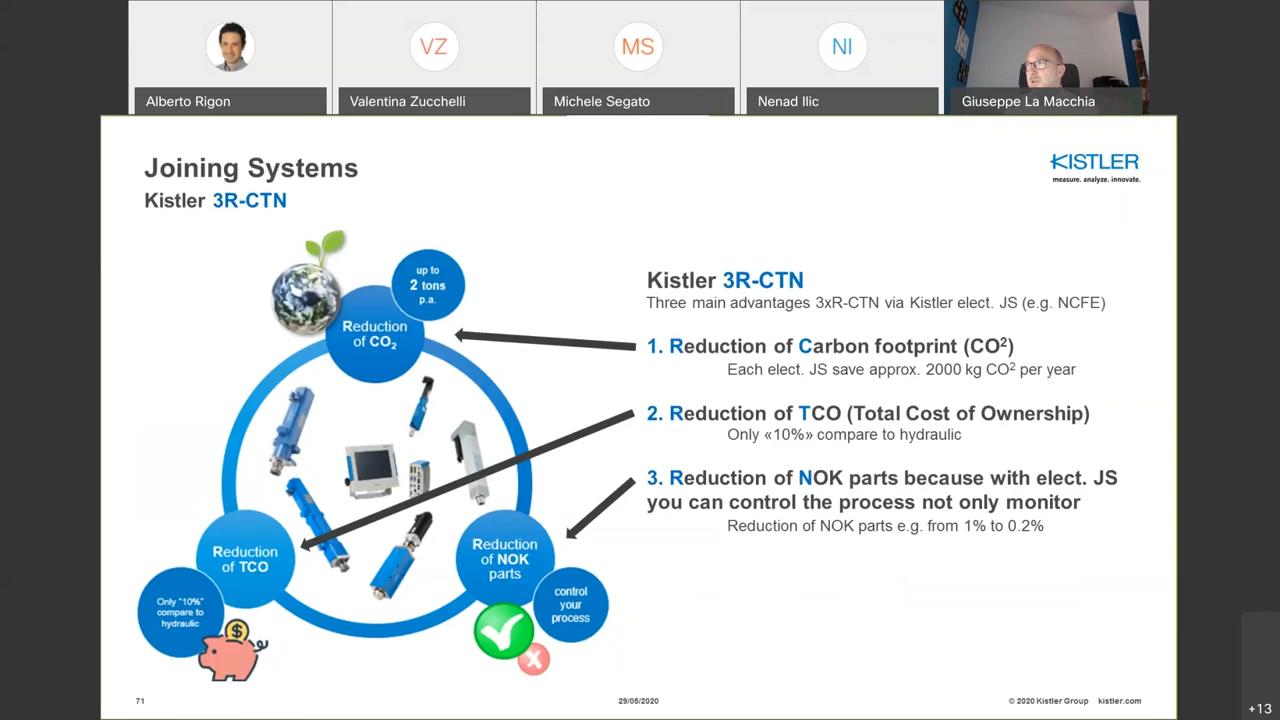 VZ
MS
NI
Alberto Rigon
Valentina Zucchelli
Michele Segato
Nenad Ilic
Giuseppe La Macchia
Joining Systems
Kistler 3R-CTN
KISTLER
measure. analyze. innovate.
up to
2 tons
p.a.
Reduction
of CO2
Reduction
of TCO
Only "10%"
compare to
hydraulic
$
Reduction
of NOK
parts
control
your
process
Kistler 3R-CTN
Three main advantages 3xR-CTN via Kistler elect. JS (e.g. NCFE)
1. Reduction of Carbon footprint (CO²)
Each elect. JS save approx. 2000 kg CO² per year
2. Reduction of TCO (Total Cost of Ownership)
Only «10%» compare to hydraulic
3. Reduction of NOK parts because with elect. JS
you can control the process not only monitor
Reduction of NOK parts e.g. from 1% to 0.2%
71
29/05/2020
© 2020 Kistler Group kistler.com
+13